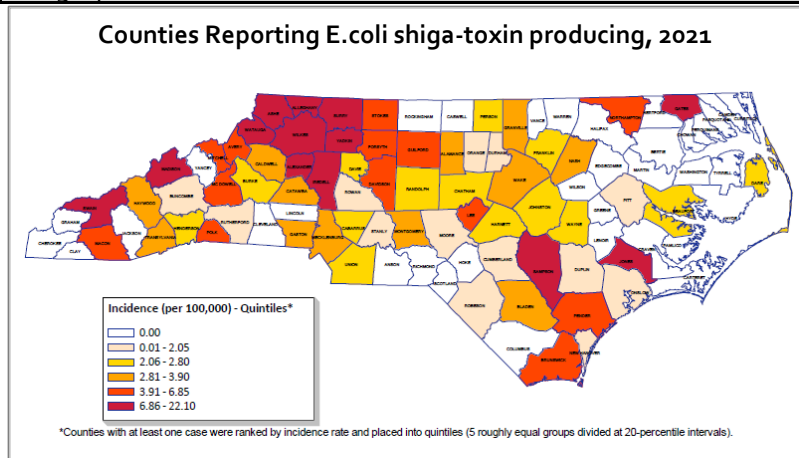 Counties Reporting E.coli shiga-toxin producing, 2021
ALLEGHANY
ASHE
SURRY
STOKES
ROCKINGHAM
CASWELL
PERSON
GRANVILLE
VANCE
WARREN
NORTHAMPTON
HERTFORD
GATES
HALIFAX
WATAUGA
WILKES
YADKIN
FORSYTH
GUILFORD
ALAMANCE
ORANGE
DURHAM
FRANKLIN
NASH
EDGECOMBE
BERTIE
MARTIN
WASHINGTON
TYRRELL
DARE
MITCHELL
AVERY
YANCEY
MADISON
CALDWELL
ALEXANDER
IREDELL
DAVIE
DAVIDSON
RANDOLPH
CHATHAM
WAKE
WILSON
PITT
MCDOWELL
BURKE
CATAWBA
ROWAN
BUNCOMBE
HAYWOOD
SWAIN
GRAHAM
JACKSON
CHEROKEE
CLAY
MACON
TRANSYLVANIA
HENDERSON
POLK
RUTHERFORD
CLEVELAND
LINCOLN
GASTON
MECKLENBURG
CABARRUS
STANLY
MONTGOMERY
MOORE
LEE
HARNETT
JOHNSTON
WAYNE
GREENE
LENOIR
CRAVEN
PAMLICO
JONES
CARTERET
UNION
ANSON
RICHMOND
SCOTLAND
HOKE
CUMBERLAND
SAMPSON
DUPLIN
ONSLOW
ROBESON
BLADEN
PENDER
COLUMBUS
BRUNSWICK
NEW HANOVER
Incidence (per 100,000) - Quintiles*
0.00
0.01 - 2.05
2.06 - 2.80
2.81 - 3.90
3.91 - 6.85
6.86 - 22.10
*Counties with at least one case were ranked by incidence rate and placed into quintiles (5 roughly equal groups divided at 20-percentile intervals).